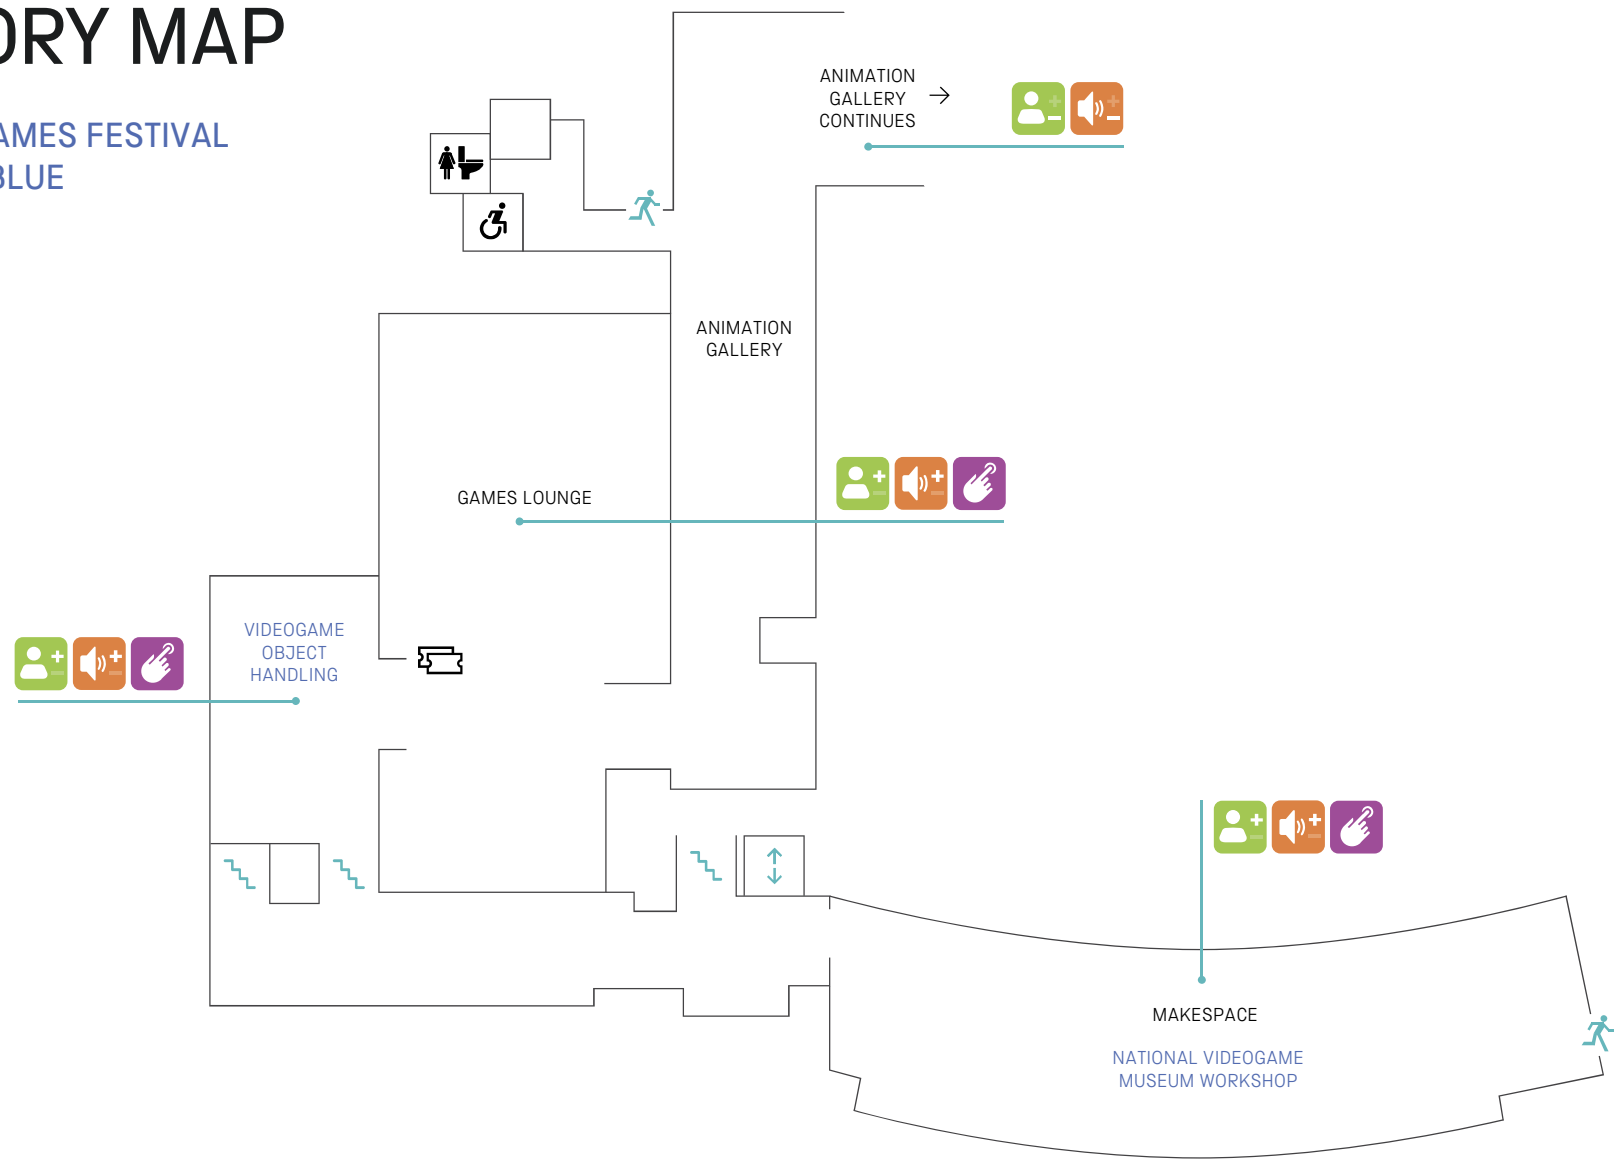 ORY MAP
AMES FESTIVAL
BLUE
ANIMATION
GALLERY
CONTINUES
ANIMATION
GALLERY
GAMES LOUNGE
VIDEOGAME
OBJECT
HANDLING
MAKESPACE
NATIONAL VIDEOGAME
MUSEUM WORKSHOP